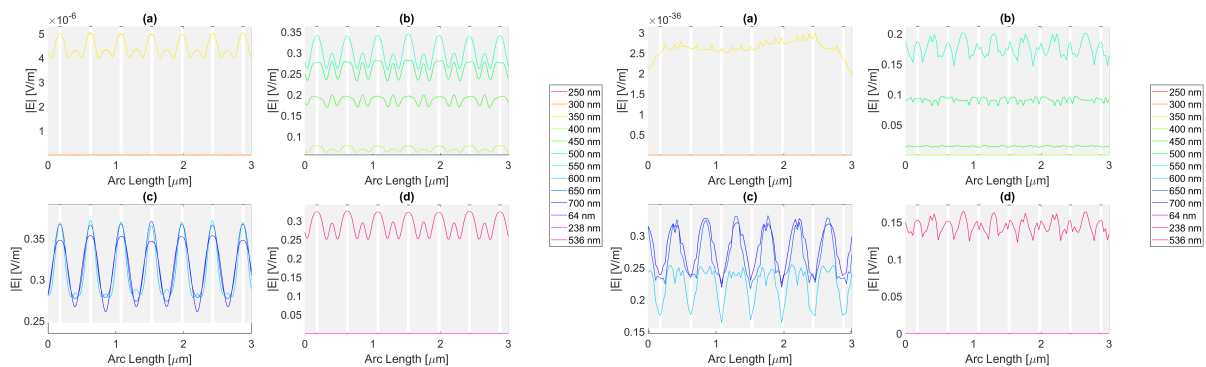 ×10⁻⁶
(a)
5
4
3
2
1
|E| [V/m]
0
1
2
3
Arc Length [μm]
(b)
0.35
0.3
0.25
0.2
0.15
0.1
|E| [V/m]
0
1
2
3
Arc Length [μm]
(c)
0.35
0.3
0.25
|E| [V/m]
0
1
2
3
Arc Length [μm]
(d)
0.3
0.25
0.2
0.15
0.1
|E| [V/m]
0
1
2
3
Arc Length [μm]
250 nm
300 nm
350 nm
400 nm
450 nm
500 nm
550 nm
600 nm
650 nm
700 nm
64 nm
238 nm
536 nm
×10⁻³⁶
(a)
3
2.5
2
1.5
1
0.5
|E| [V/m]
0
1
2
3
Arc Length [μm]
(b)
0.2
0.15
0.1
0.05
|E| [V/m]
0
1
2
3
Arc Length [μm]
(c)
0.3
0.25
0.2
0.15
|E| [V/m]
0
1
2
3
Arc Length [μm]
(d)
0.15
0.1
0.05
0
|E| [V/m]
0
1
2
3
Arc Length [μm]
250 nm
300 nm
350 nm
400 nm
450 nm
500 nm
550 nm
600 nm
650 nm
700 nm
64 nm
238 nm
536 nm